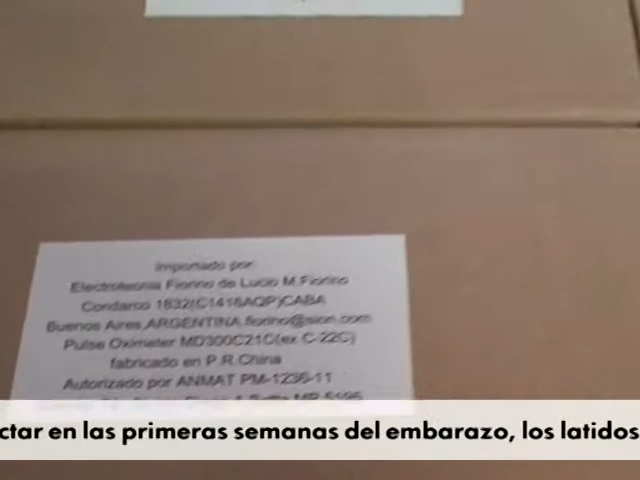 Importado por:
Electrotecnia Fiorino de Lucio M.Fiorino
Condarco 1832(C1416AQP)CABA
Buenos Aires,ARGENTINA.fiorino@sion.com
Pulse Oximeter MD300C21C(ex C-22C)
fabricado en P.R.China
Autorizado por ANMAT PM-1236-11
ctar en las primeras semanas del embarazo, los latidos